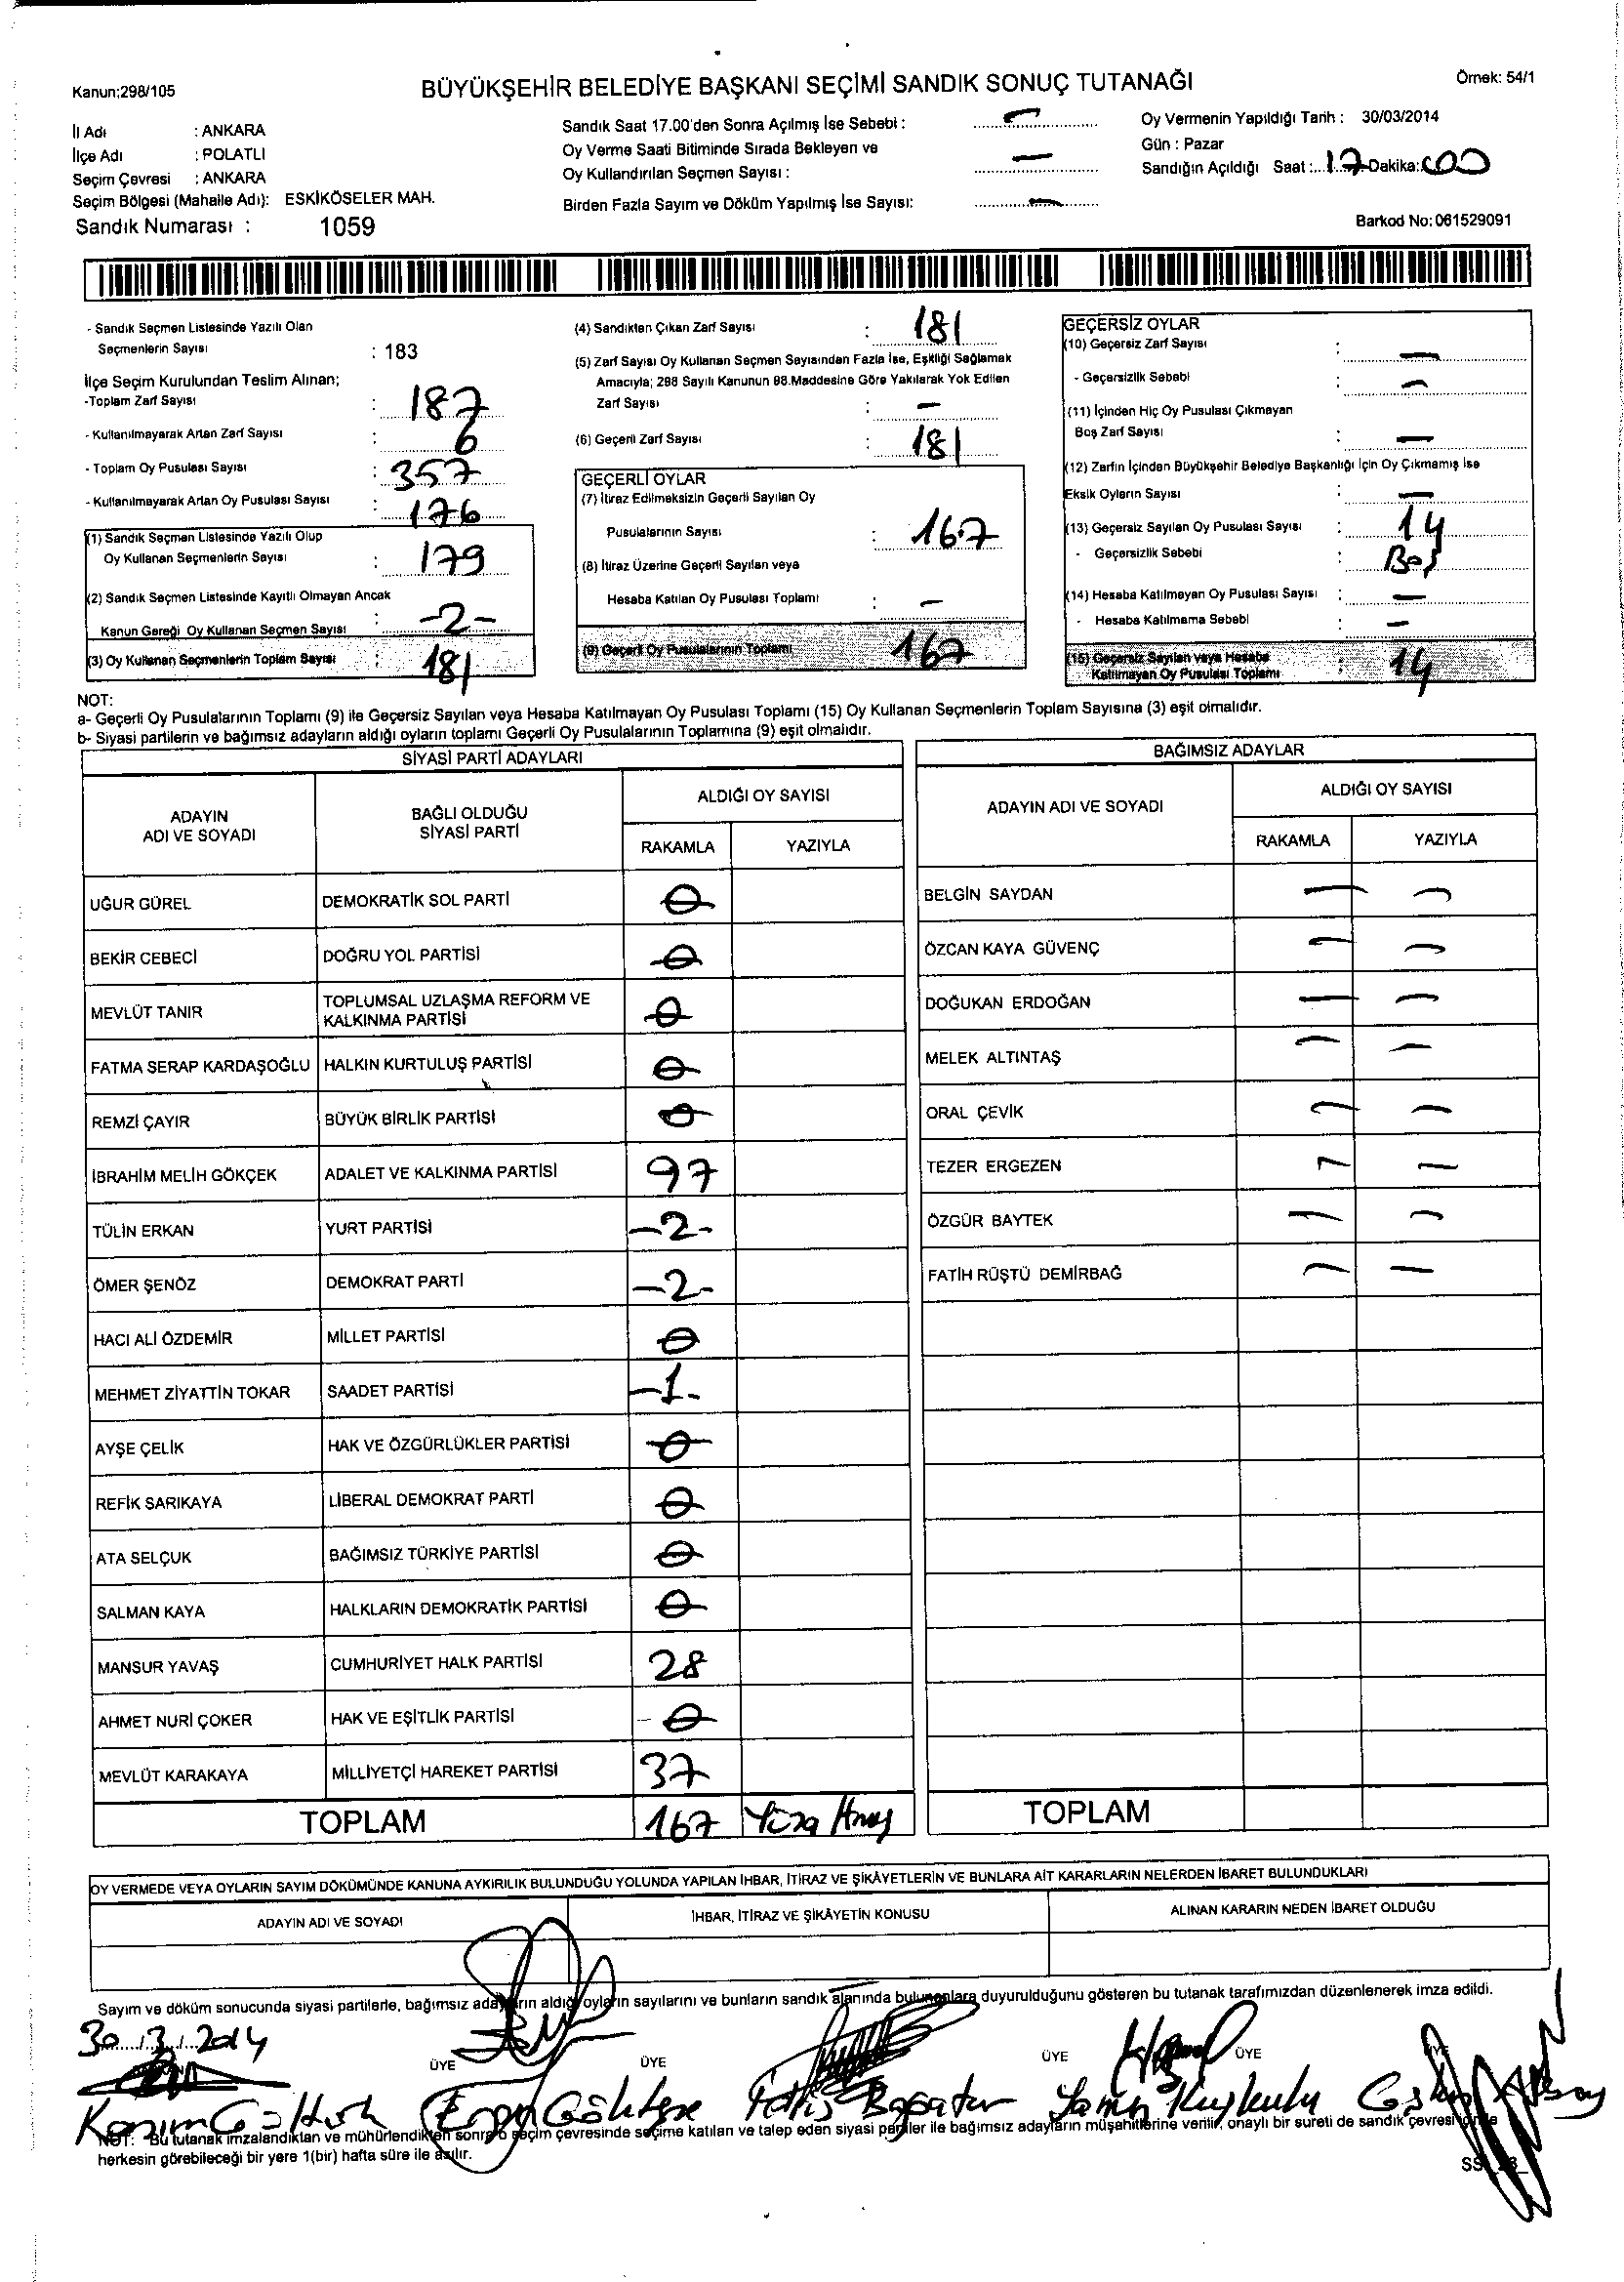 Kanun:298/105
BÜYÜKŞEHİR BELEDİYE BAŞKANI SEÇİMİ SANDIK SONUÇ TUTANAĞI
Örnek: 54/1
İl Adı : ANKARA
İlçe Adı : POLATLI
Seçim Çevresi : ANKARA
Seçim Bölgesi (Mahalle Adı): ESKİKÖSELER MAH.
Sandık Numarası : 1059
Sandık Saat 17.00'den Sonra Açılmış İse Sebebi : –
Oy Verme Saati Bitiminde Sırada Bekleyen ve
Oy Kullandırılan Seçmen Sayısı : –
Birden Fazla Sayım ve Döküm Yapılmış İse Sayısı: –
Oy Vermenin Yapıldığı Tarih : 30/03/2014
Gün : Pazar
Sandığın Açıldığı Saat :...17..Dakika: 00
Barkod No: 061529091
- Sandık Seçmen Listesinde Yazılı Olan
Seçmenlerin Sayısı : 183
İlçe Seçim Kurulundan Teslim Alınan;
-Toplam Zarf Sayısı : 187
- Kullanılmayarak Artan Zarf Sayısı : 6
- Toplam Oy Pusulası Sayısı : 357
- Kullanılmayarak Artan Oy Pusulası Sayısı : 176
(1) Sandık Seçmen Listesinde Yazılı Olup
Oy Kullanan Seçmenlerin Sayısı : 179
(2) Sandık Seçmen Listesinde Kayıtlı Olmayan Ancak
Kanun Gereği Oy Kullanan Seçmen Sayısı : -2-
(3) Oy Kullanan Seçmenlerin Toplam Sayısı : 181
(4) Sandıktan Çıkan Zarf Sayısı : 181
(5) Zarf Sayısı Oy Kullanan Seçmen Sayısından Fazla İse, Eşitliği Sağlamak
Amacıyla; 298 Sayılı Kanunun 98.Maddesine Göre Yakılarak Yok Edilen
Zarf Sayısı : –
(6) Geçerli Zarf Sayısı : 181
GEÇERLİ OYLAR
(7) İtiraz Edilmeksizin Geçerli Sayılan Oy
Pusulalarının Sayısı : 167
(8) İtiraz Üzerine Geçerli Sayılan veya
Hesaba Katılan Oy Pusulası Toplamı : –
(9) Geçerli Oy Pusulalarının Toplamı 167
GEÇERSİZ OYLAR
(10) Geçersiz Zarf Sayısı : –
- Geçersizlik Sebebi : –
(11) İçinden Hiç Oy Pusulası Çıkmayan
Boş Zarf Sayısı : –
(12) Zarfın İçinden Büyükşehir Belediye Başkanlığı İçin Oy Çıkmamış İse
Eksik Oyların Sayısı : –
(13) Geçersiz Sayılan Oy Pusulası Sayısı : 14
- Geçersizlik Sebebi : Boş
(14) Hesaba Katılmayan Oy Pusulası Sayısı : –
- Hesaba Katılmama Sebebi : –
(15) Geçersiz Sayılan veya Hesaba
Katılmayan Oy Pusulası Toplamı : 14
NOT:
a- Geçerli Oy Pusulalarının Toplamı (9) ile Geçersiz Sayılan veya Hesaba Katılmayan Oy Pusulası Toplamı (15) Oy Kullanan Seçmenlerin Toplam Sayısına (3) eşit olmalıdır.
b- Siyasi partilerin ve bağımsız adayların aldığı oyların toplamı Geçerli Oy Pusulalarının Toplamına (9) eşit olmalıdır.
SİYASİ PARTİ ADAYLARI
ADAYIN
ADI VE SOYADI
BAĞLI OLDUĞU
SİYASİ PARTİ
ALDIĞI OY SAYISI
RAKAMLA YAZIYLA
UĞUR GÜREL DEMOKRATİK SOL PARTİ 0
BEKİR CEBECİ DOĞRU YOL PARTİSİ 0
MEVLÜT TANIR TOPLUMSAL UZLAŞMA REFORM VE
KALKINMA PARTİSİ 0
FATMA SERAP KARDAŞOĞLU HALKIN KURTULUŞ PARTİSİ 0
REMZİ ÇAYIR BÜYÜK BİRLİK PARTİSİ 0
İBRAHİM MELİH GÖKÇEK ADALET VE KALKINMA PARTİSİ 97
TÜLİN ERKAN YURT PARTİSİ -2-
ÖMER ŞENÖZ DEMOKRAT PARTİ -2-
HACI ALİ ÖZDEMİR MİLLET PARTİSİ 0
MEHMET ZİYATTİN TOKAR SAADET PARTİSİ -1-
AYŞE ÇELİK HAK VE ÖZGÜRLÜKLER PARTİSİ 0
REFİK SARIKAYA LİBERAL DEMOKRAT PARTİ 0
ATA SELÇUK BAĞIMSIZ TÜRKİYE PARTİSİ 0
SALMAN KAYA HALKLARIN DEMOKRATİK PARTİSİ 0
MANSUR YAVAŞ CUMHURİYET HALK PARTİSİ 28
AHMET NURİ ÇOKER HAK VE EŞİTLİK PARTİSİ 0
MEVLÜT KARAKAYA MİLLİYETÇİ HAREKET PARTİSİ 37
TOPLAM 167
BAĞIMSIZ ADAYLAR
ADAYIN ADI VE SOYADI
ALDIĞI OY SAYISI
RAKAMLA YAZIYLA
BELGİN SAYDAN – –
ÖZCAN KAYA GÜVENÇ – –
DOĞUKAN ERDOĞAN – –
MELEK ALTINTAŞ – –
ORAL ÇEVİK – –
TEZER ERGEZEN – –
ÖZGÜR BAYTEK – –
FATİH RÜŞTÜ DEMİRBAĞ – –
TOPLAM
OY VERMEDE VEYA OYLARIN SAYIM DÖKÜMÜNDE KANUNA AYKIRILIK BULUNDUĞU YOLUNDA YAPILAN İHBAR, İTİRAZ VE ŞİKÂYETLERİN VE BUNLARA AİT KARARLARIN NELERDEN İBARET BULUNDUKLARI
ADAYIN ADI VE SOYADI
İHBAR, İTİRAZ VE ŞİKÂYETİN KONUSU
ALINAN KARARIN NEDEN İBARET OLDUĞU
Sayım ve döküm sonucunda siyasi partilerle, bağımsız adayların aldığı oyların sayılarını ve bunların sandık alanında bulunanlara duyurulduğunu gösteren bu tutanak tarafımızdan düzenlenerek imza edildi.
30...3...2014
ÜYE ÜYE ÜYE ÜYE
NOT: Bu tutanak imzalandıktan ve mühürlendikten sonra o seçim çevresinde seçime katılan ve talep eden siyasi partiler ile bağımsız adayların müşahitlerine verilir, onaylı bir sureti de sandık çevresi içinde
herkesin görebileceği bir yere 1(bir) hafta süre ile asılır.